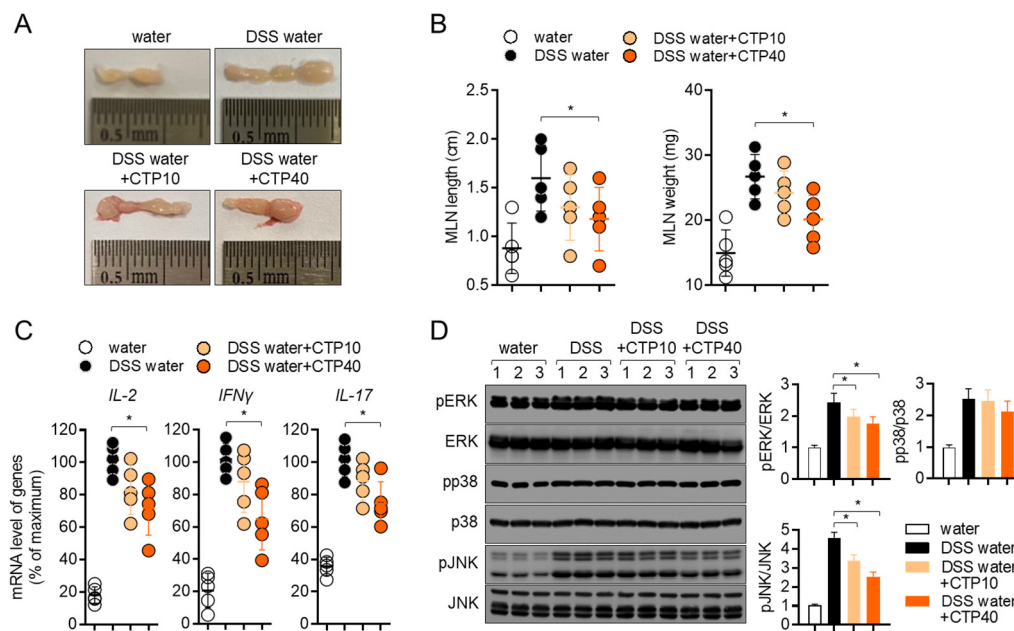 A
water
DSS water
0.5 mm
0.5 mm
DSS water
+CTP10
DSS water
+CTP40
0.5 mm
0.5 mm
B
water
DSS water
DSS water+CTP10
DSS water+CTP40
MLN length (cm)
2.5
2.0
1.5
1.0
0.5
*
MLN weight (mg)
40
30
20
10
*
C
water
DSS water
DSS water+CTP10
DSS water+CTP40
mRNA level of genes
(% of maximum)
IL-2
120
100
80
60
40
20
0
*
IFNγ
120
100
80
60
40
20
0
*
IL-17
120
100
80
60
40
20
0
*
D
water
DSS
DSS
+CTP10
DSS
+CTP40
1 2 3 1 2 3 1 2 3 1 2 3
pERK
ERK
pp38
p38
pJNK
JNK
pERK/ERK
3
2
1
0
*
*
pp38/p38
3
2
1
0
pJNK/JNK
5
4
3
2
1
0
*
*
water
DSS water
DSS water
+CTP10
DSS water
+CTP40